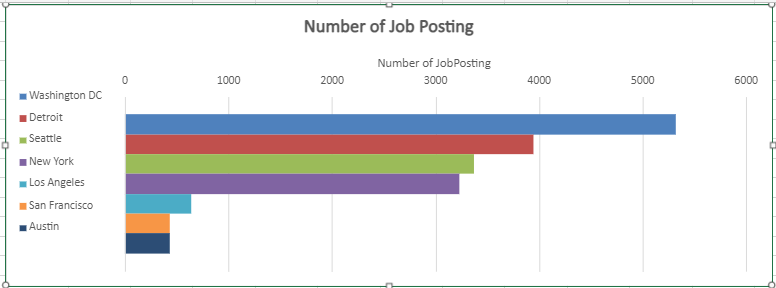 Number of Job Posting
Number of JobPosting
0 1000 2000 3000 4000 5000 6000
Washington DC
Detroit
Seattle
New York
Los Angeles
San Francisco
Austin